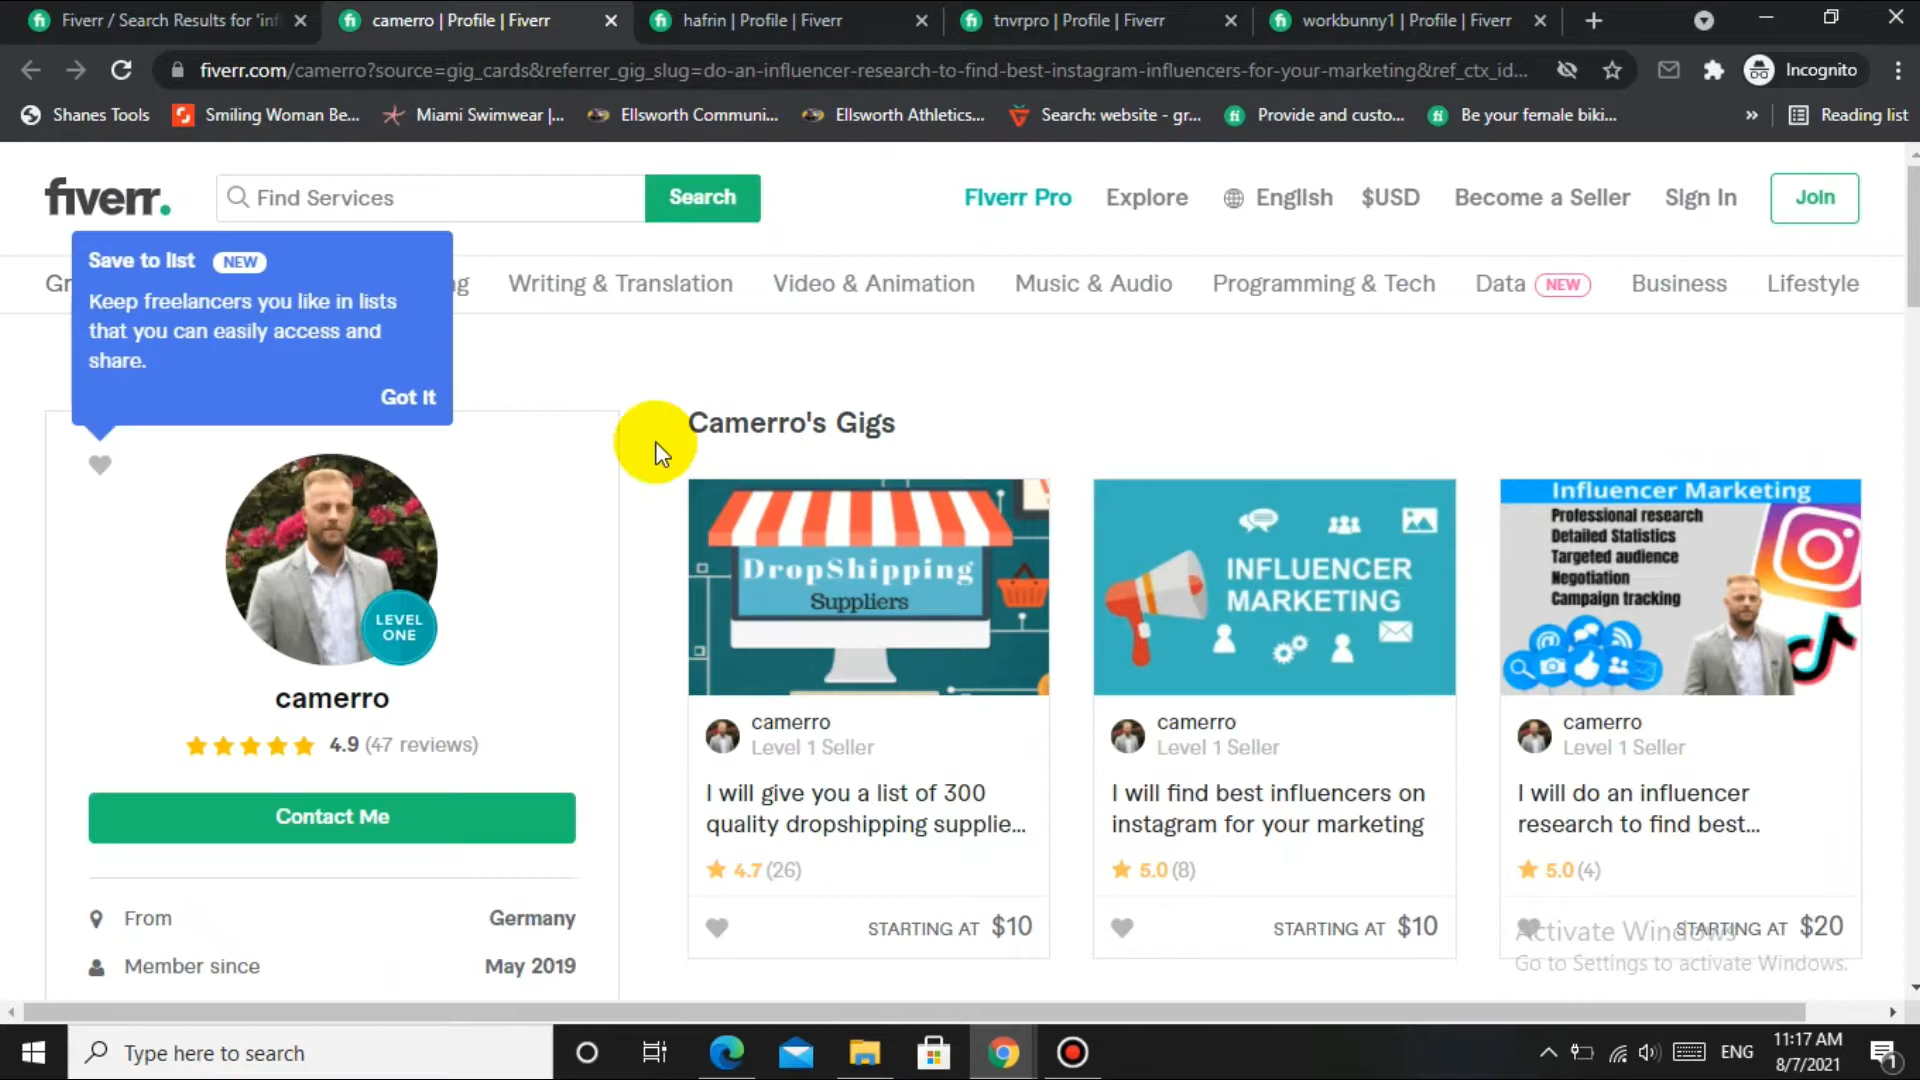 Fiverr / Search Results for 'inf
camerro | Profile | Fiverr
hafrin | Profile | Fiverr
tnvrpro | Profile | Fiverr
workbunny1 | Profile | Fiverr
fiverr.com/camerro?source=gig_cards&referrer_gig_slug=do-an-influencer-research-to-find-best-instagram-influencers-for-your-marketing&ref_ctx_id...
Incognito
Shanes Tools
Smiling Woman Be...
Miami Swimwear |...
Ellsworth Communi...
Ellsworth Athletics...
Search: website - gr...
Provide and custo...
Be your female biki...
Reading list
fiverr.
Find Services
Search
Fiverr Pro
Explore
English
$USD
Become a Seller
Sign In
Join
Gr
ng
Writing & Translation
Video & Animation
Music & Audio
Programming & Tech
Data NEW
Business
Lifestyle
Save to list NEW
Keep freelancers you like in lists
that you can easily access and
share.
Got It
LEVEL
ONE
camerro
4.9 (47 reviews)
Contact Me
From Germany
Member since May 2019
Camerro's Gigs
DropShipping
Suppliers
camerro
Level 1 Seller
I will give you a list of 300
quality dropshipping supplie...
4.7 (26)
STARTING AT $10
INFLUENCER
MARKETING
camerro
Level 1 Seller
I will find best influencers on
instagram for your marketing
5.0 (8)
STARTING AT $10
Influencer Marketing
Professional research
Detailed Statistics
Targeted audience
Negotiation
Campaign tracking
camerro
Level 1 Seller
I will do an influencer
research to find best...
5.0 (4)
STARTING AT $20
Activate Windows
Go to Settings to activate Windows.
Type here to search
ENG
11:17 AM
8/7/2021
1